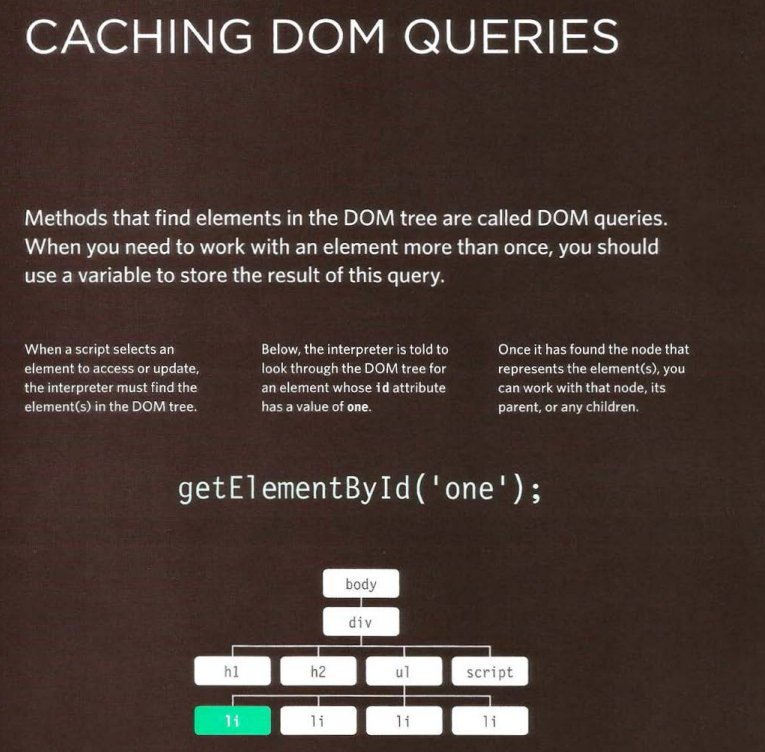 CACHING DOM QUERIES
Methods that find elements in the DOM tree are called DOM queries.
When you need to work with an element more than once, you should
use a variable to store the result of this query.
When a script selects an
element to access or update,
the interpreter must find the
element(s) in the DOM tree.
Below, the interpreter is told to
look through the DOM tree for
an element whose id attribute
has a value of one.
Once it has found the node that
represents the element(s), you
can work with that node, its
parent, or any children.
getElementById('one');
body
div
h1 h2 ul script
li li li li